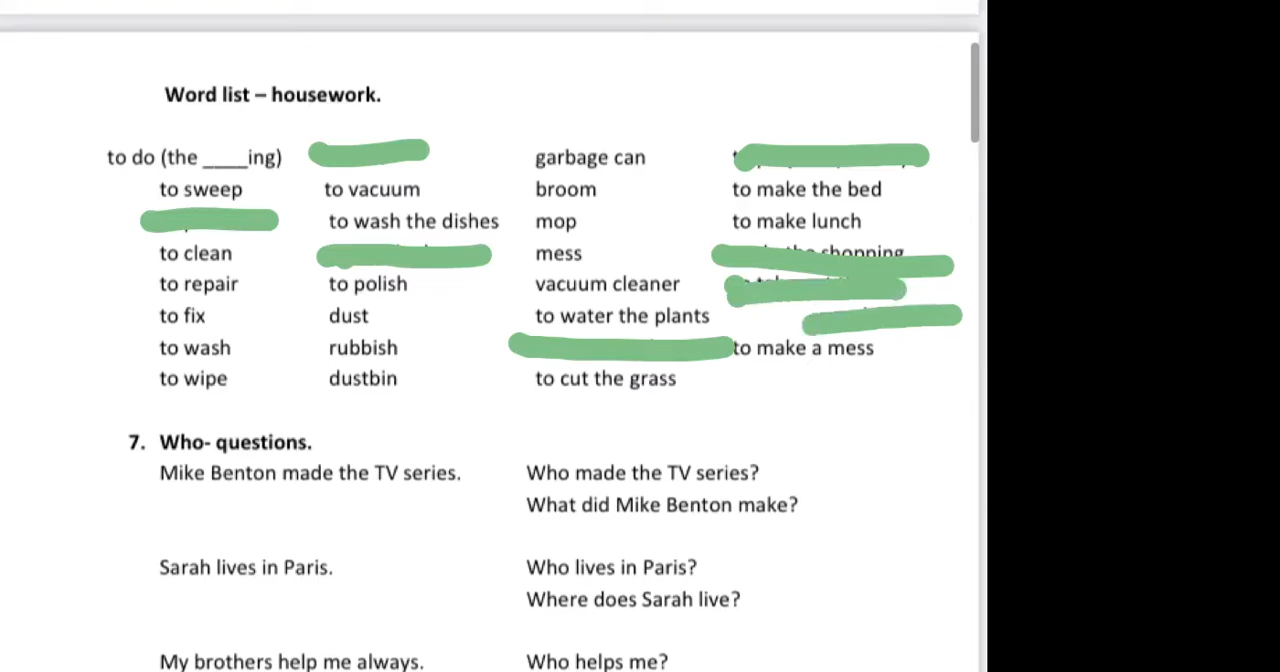 Word list – housework.
to do (the ____ing) garbage can
to sweep to vacuum broom to make the bed
to wash the dishes mop to make lunch
to clean mess shopping
to repair to polish vacuum cleaner
to fix dust to water the plants
to wash rubbish to make a mess
to wipe dustbin to cut the grass
7. Who- questions.
Mike Benton made the TV series. Who made the TV series?
What did Mike Benton make?
Sarah lives in Paris. Who lives in Paris?
Where does Sarah live?
My brothers help me always. Who helps me?